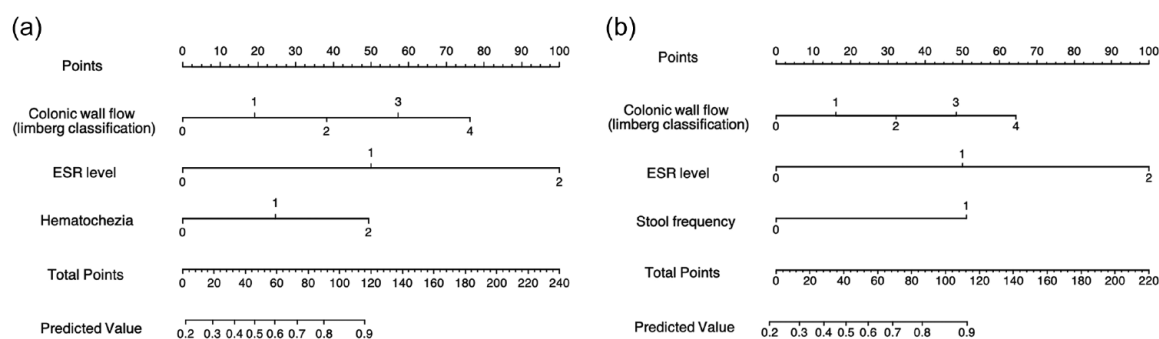 (a)
Points
0 10 20 30 40 50 60 70 80 90 100
Colonic wall flow
(limberg classification)
1 3
0 2 4
ESR level
1
0 2
Hematochezia
1
0 2
Total Points
0 20 40 60 80 100 120 140 160 180 200 220 240
Predicted Value
0.2 0.3 0.4 0.5 0.6 0.7 0.8 0.9
(b)
Points
0 10 20 30 40 50 60 70 80 90 100
Colonic wall flow
(limberg classification)
1 3
0 2 4
ESR level
1
0 2
Stool frequency
1
0
Total Points
0 20 40 60 80 100 120 140 160 180 200 220
Predicted Value
0.2 0.3 0.4 0.5 0.6 0.7 0.8 0.9